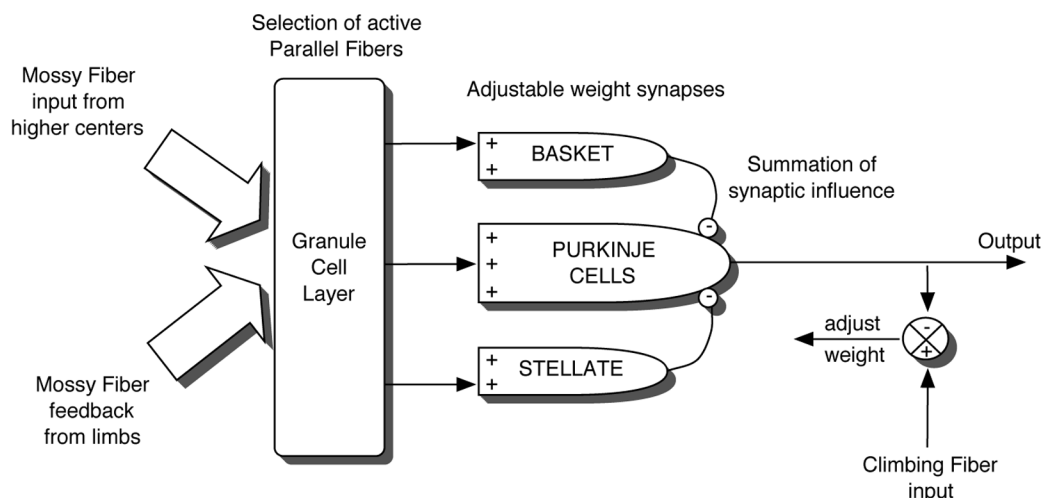 Selection of active
Parallel Fibers
Mossy Fiber
input from
higher centers
Adjustable weight synapses
+
+
BASKET
Summation of
synaptic influence
-
Granule
Cell
Layer
+
+
+
PURKINJE
CELLS
Output
-
-
+
adjust
weight
+
+
STELLATE
Mossy Fiber
feedback
from limbs
Climbing Fiber
input